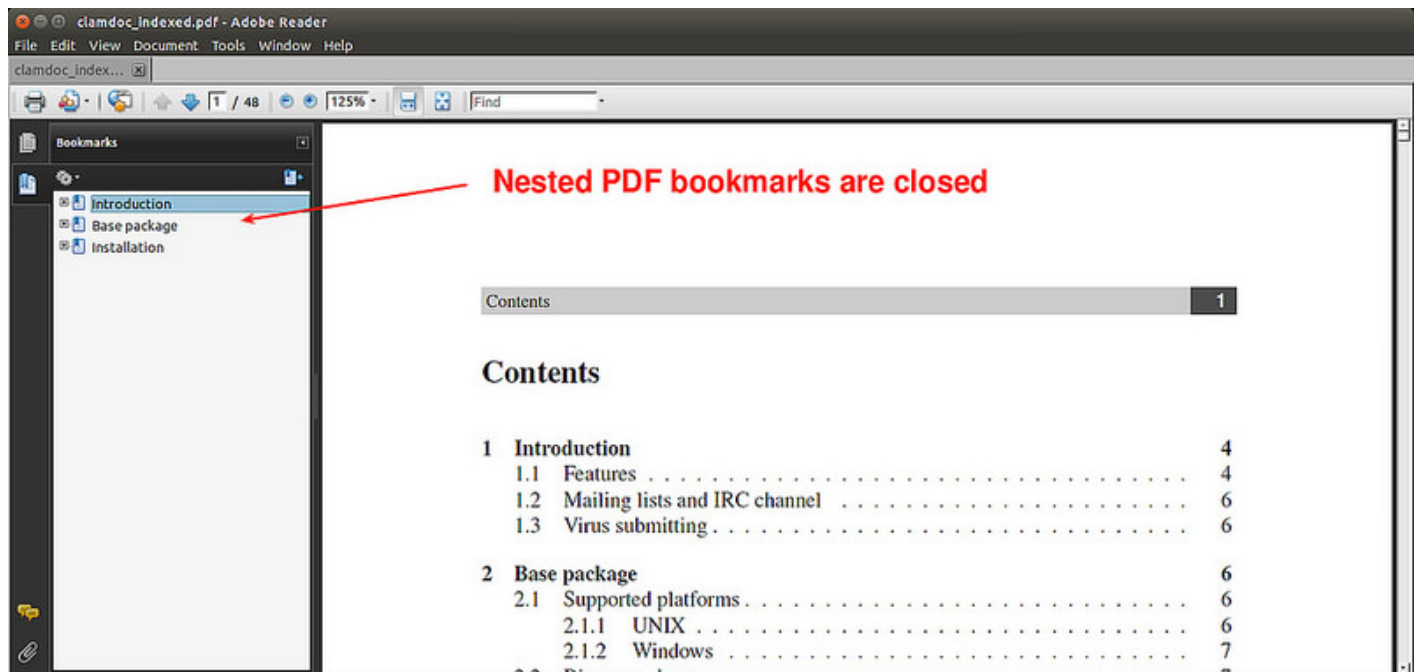 clamdoc_indexed.pdf - Adobe Reader
File Edit View Document Tools Window Help
clamdoc_index...
1 / 48 125% Find
Bookmarks
Nested PDF bookmarks are closed
Introduction
Base package
Installation
Contents 1
Contents
1 Introduction 4
1.1 Features . . . . . . . . . . . . . . . . . . . . . . . . . . . . . . . . . . 4
1.2 Mailing lists and IRC channel . . . . . . . . . . . . . . . . . . . . . . 6
1.3 Virus submitting . . . . . . . . . . . . . . . . . . . . . . . . . . . . . . 6
2 Base package 6
2.1 Supported platforms . . . . . . . . . . . . . . . . . . . . . . . . . . . . 6
2.1.1 UNIX . . . . . . . . . . . . . . . . . . . . . . . . . . . . . . . 6
2.1.2 Windows . . . . . . . . . . . . . . . . . . . . . . . . . . . . . 7